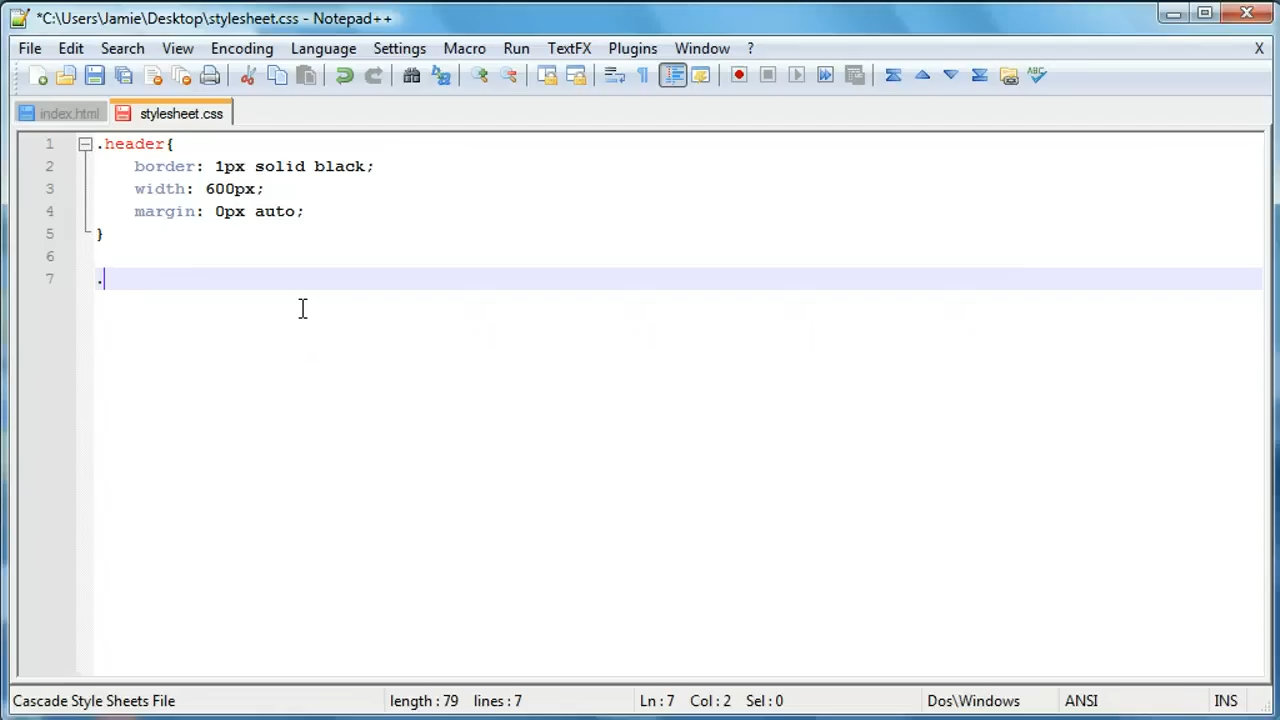 *C:\Users\Jamie\Desktop\stylesheet.css - Notepad++
File Edit Search View Encoding Language Settings Macro Run TextFX Plugins Window ? X
index.html stylesheet.css
1 .header{
2 border: 1px solid black;
3 width: 600px;
4 margin: 0px auto;
5 }
6
7 .
Cascade Style Sheets File length : 79 lines : 7 Ln : 7 Col : 2 Sel : 0 Dos\Windows ANSI INS